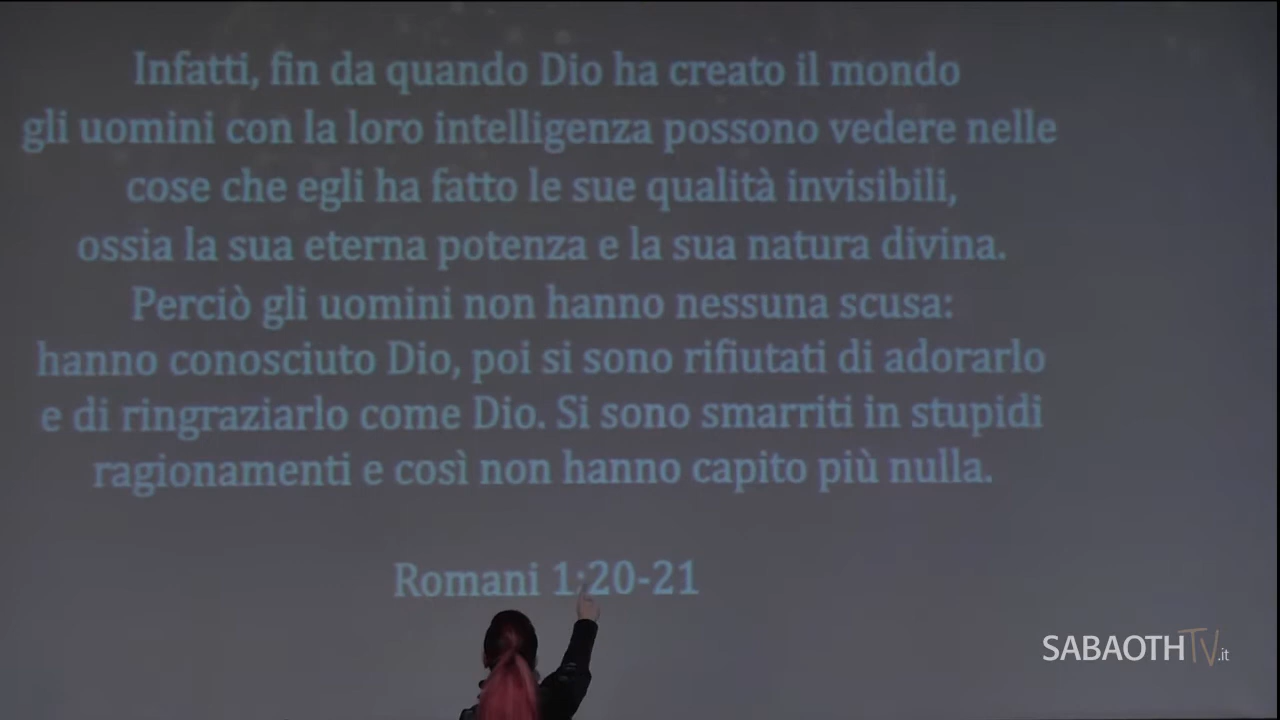 Infatti, fin da quando Dio ha creato il mondo
gli uomini con la loro intelligenza possono vedere nelle
cose che egli ha fatto le sue qualità invisibili,
ossia la sua eterna potenza e la sua natura divina.
Perciò gli uomini non hanno nessuna scusa:
hanno conosciuto Dio, poi si sono rifiutati di adorarlo
e di ringraziarlo come Dio. Si sono smarriti in stupidi
ragionamenti e così non hanno capito più nulla.
Romani 1:20-21
SABAOTHTV.it